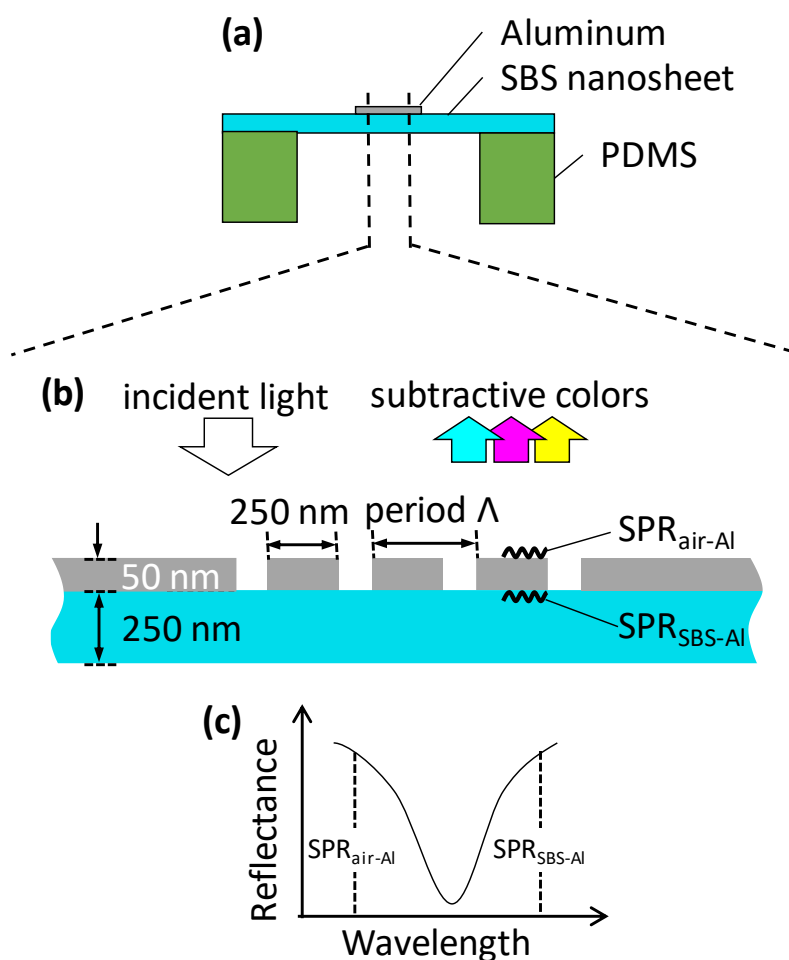 (a)
Aluminum
SBS nanosheet
PDMS
(b)
incident light
subtractive colors
250 nm
period Λ
SPRair-Al
50 nm
250 nm
SPRSBS-Al
(c)
Reflectance
SPRair-Al
SPRSBS-Al
Wavelength